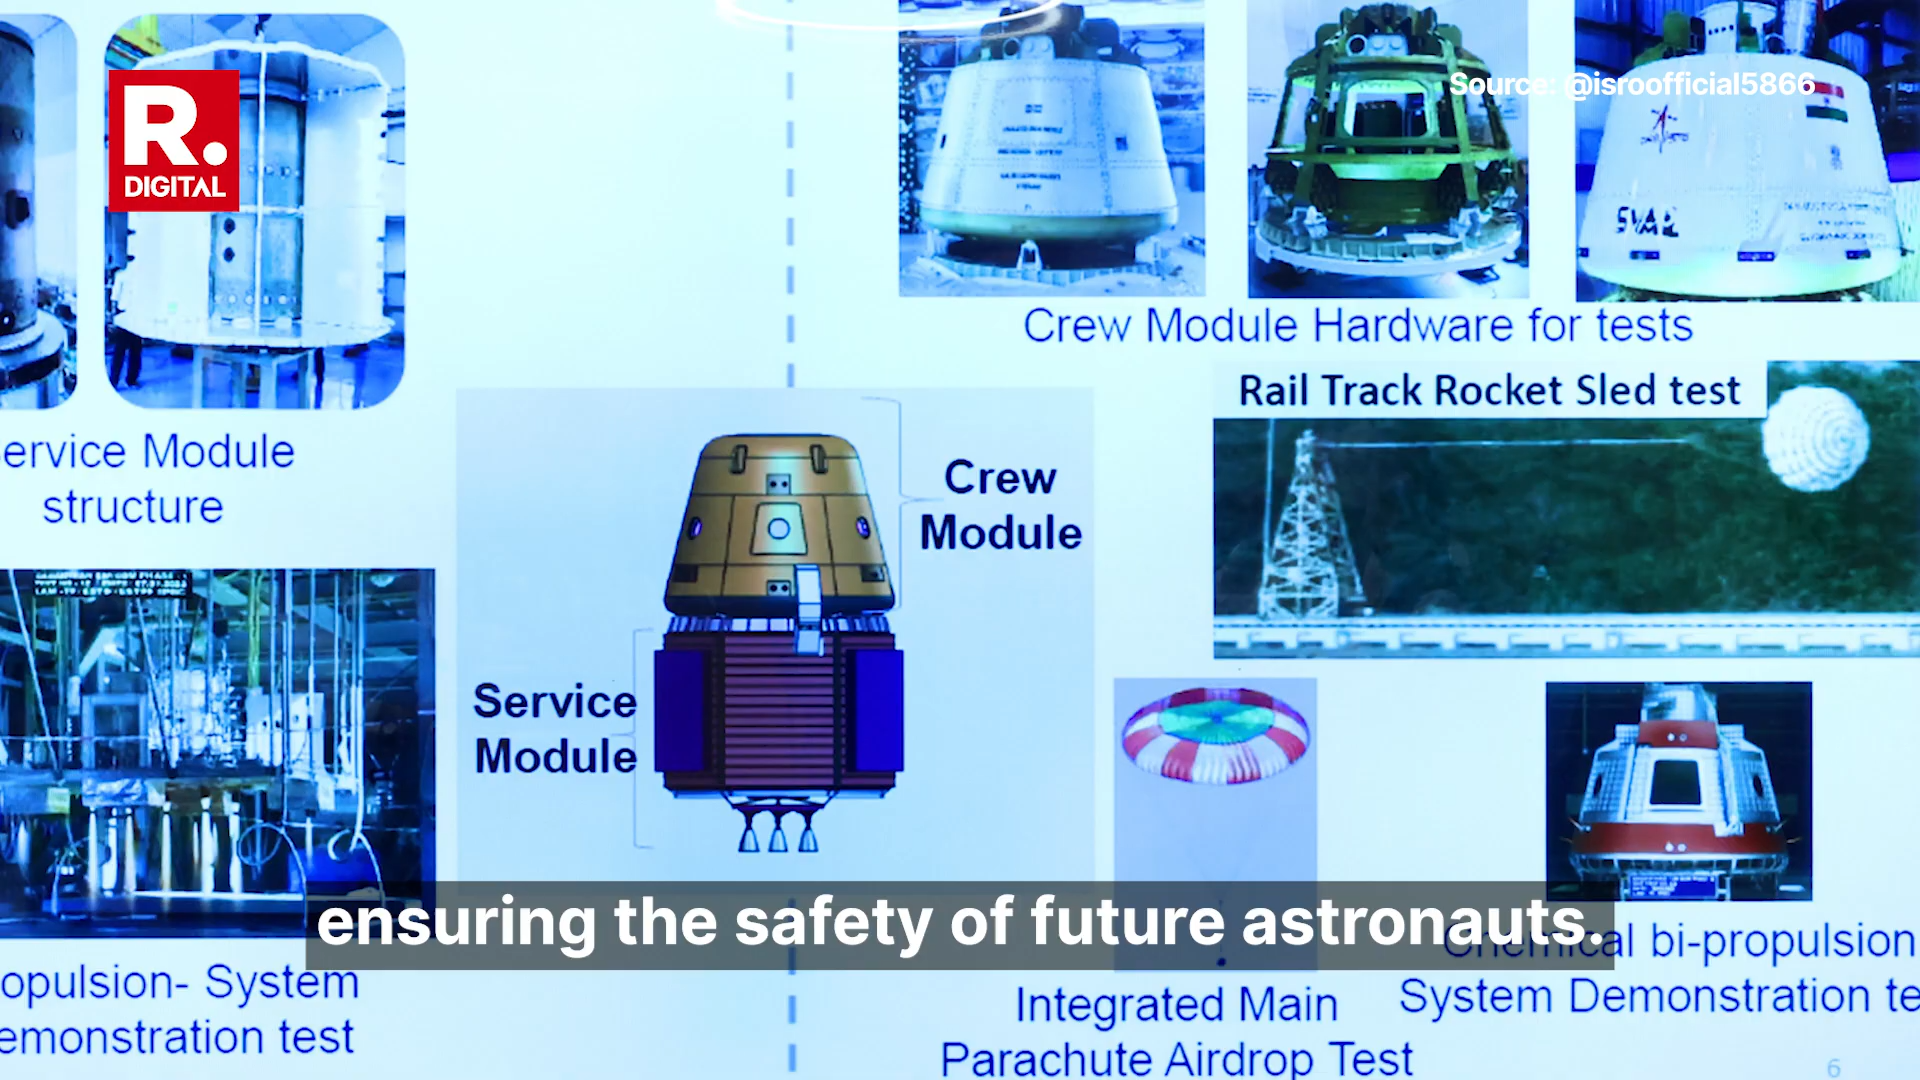 R.
DIGITAL
Source: @isroofficial5866
Crew Module Hardware for tests
Rail Track Rocket Sled test
ervice Module
structure
Crew
Module
Service
Module
ensuring the safety of future astronauts.
opulsion- System
emonstration test
Integrated Main
Parachute Airdrop Test
Chemical bi-propulsion
System Demonstration te
6